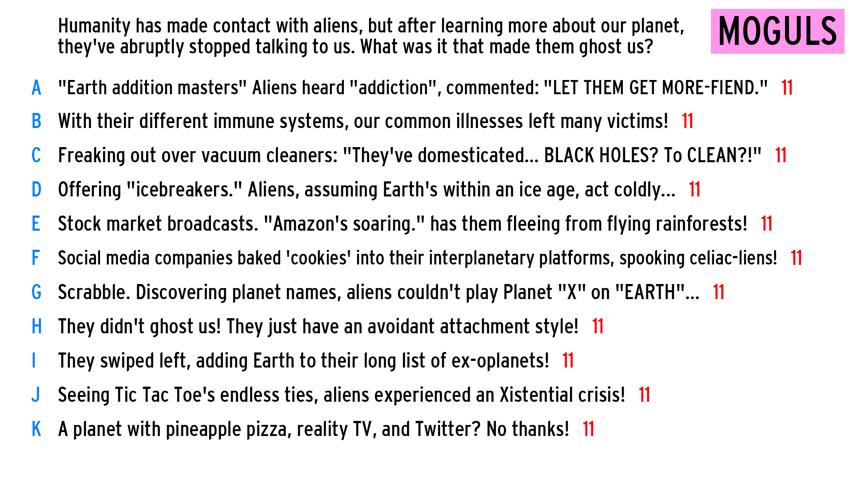 Humanity has made contact with aliens, but after learning more about our planet,
they've abruptly stopped talking to us. What was it that made them ghost us?
MOGULS
A "Earth addition masters" Aliens heard "addiction", commented: "LET THEM GET MORE-FIEND." 11
B With their different immune systems, our common illnesses left many victims! 11
C Freaking out over vacuum cleaners: "They've domesticated... BLACK HOLES? To CLEAN?!" 11
D Offering "icebreakers." Aliens, assuming Earth's within an ice age, act coldly... 11
E Stock market broadcasts. "Amazon's soaring." has them fleeing from flying rainforests! 11
F Social media companies baked 'cookies' into their interplanetary platforms, spooking celiac-liens! 11
G Scrabble. Discovering planet names, aliens couldn't play Planet "X" on "EARTH"... 11
H They didn't ghost us! They just have an avoidant attachment style! 11
I They swiped left, adding Earth to their long list of ex-oplanets! 11
J Seeing Tic Tac Toe's endless ties, aliens experienced an Xistential crisis! 11
K A planet with pineapple pizza, reality TV, and Twitter? No thanks! 11